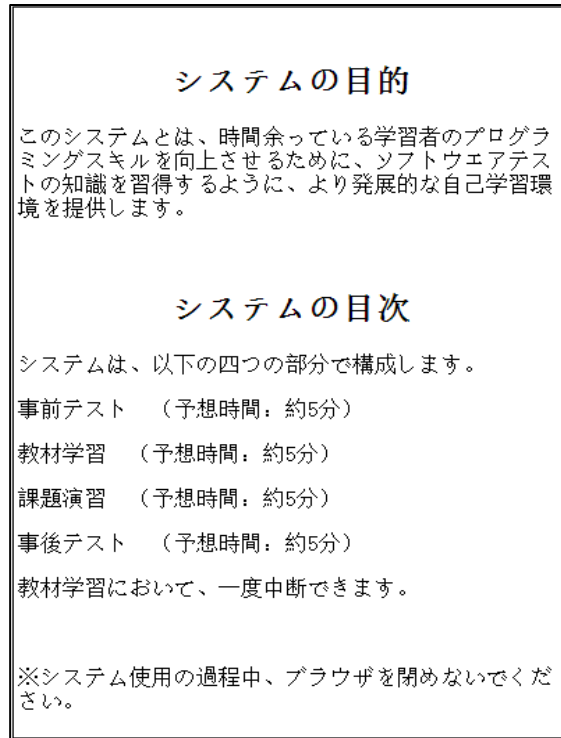 システムの目的
このシステムとは、時間余っている学習者のプログラ
ミングスキルを向上させるために、ソフトウエアテス
トの知識を習得するように、より発展的な自己学習環
境を提供します。
システムの目次
システムは、以下の四つの部分で構成します。
事前テスト　（予想時間：約5分）
教材学習　（予想時間：約5分）
課題演習　（予想時間：約5分）
事後テスト　（予想時間：約5分）
教材学習において、一度中断できます。
※システム使用の過程中、ブラウザを閉めないでくだ
さい。